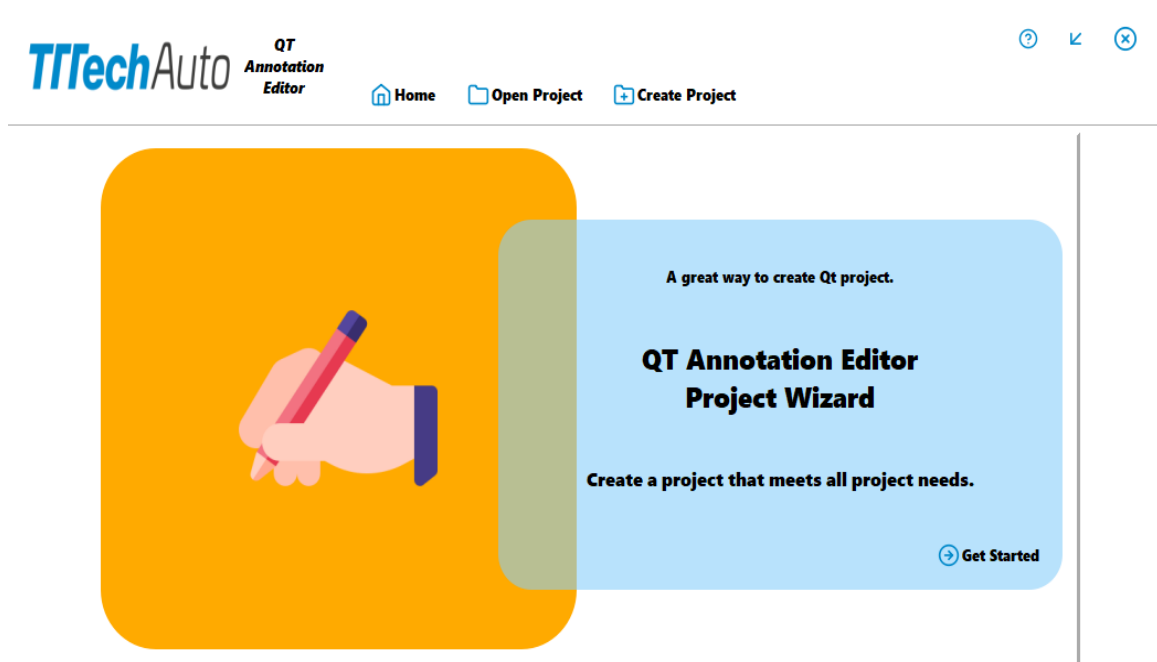 TTTechAuto
QT
Annotation
Editor
Home
Open Project
Create Project
A great way to create Qt project.
QT Annotation Editor
Project Wizard
Create a project that meets all project needs.
Get Started